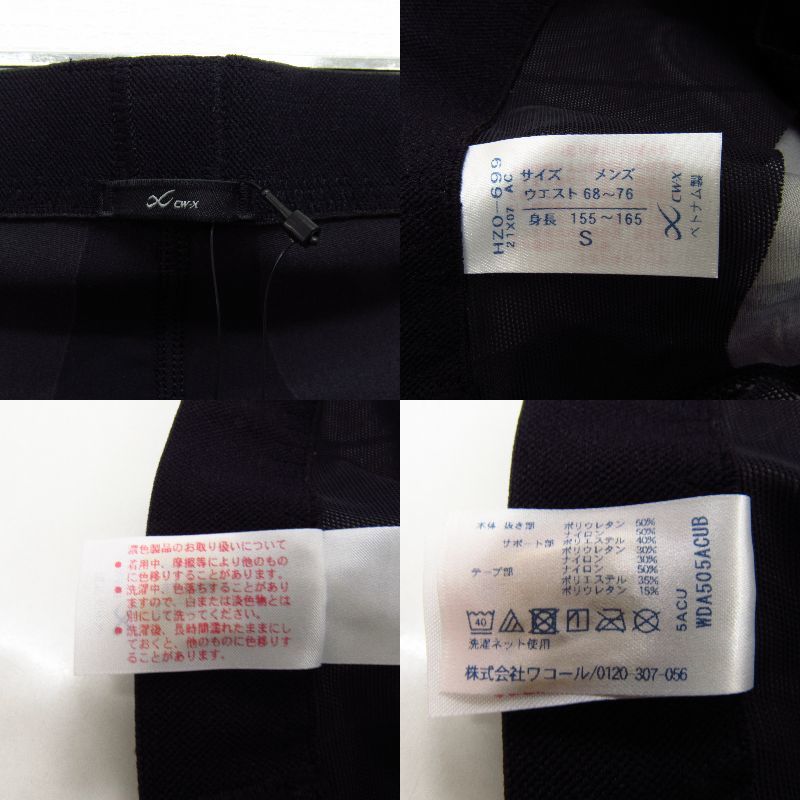 CW-X
HZO-699
21X07 AC
サイズ メンズ
ウエスト 68〜76
身長 155〜165
S
CW-X
ベトナム製
濃色製品のお取り扱いについて
● 着用中、摩擦等により他のもの
に色移りすることがあります。
● 洗濯中、色落ちすることがあり
ますので、白または淡色物とは
別にして洗ってください。
● 洗濯後、長時間濡れたままにし
ておくと、他のものに色移りす
ることがあります。
本体 抜き部 ポリウレタン 50%
ナイロン 50%
サポート部 ポリエステル 40%
ポリウレタン 30%
ナイロン 30%
テープ部 ナイロン 50%
ポリエステル 35%
ポリウレタン 15%
40
洗濯ネット使用
株式会社ワコール/0120-307-056
5ACU
WDA505ACUB